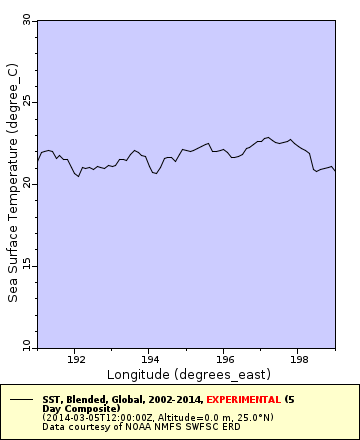 30
25
20
15
10
Sea Surface Temperature (degree_C)
192 194 196 198
Longitude (degrees_east)
SST, Blended, Global, 2002-2014, EXPERIMENTAL (5
Day Composite)
(2014-03-05T12:00:00Z, Altitude=0.0 m, 25.0°N)
Data courtesy of NOAA NMFS SWFSC ERD